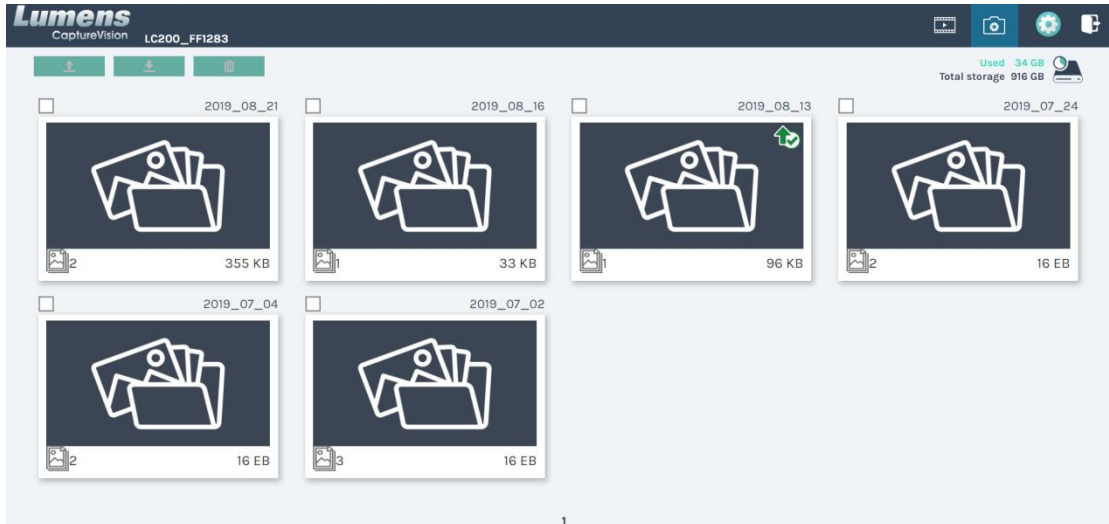 Lumens
CaptureVision LC200_FF1283
Used 34 GB
Total storage 916 GB
2019_08_21
2019_08_16
2019_08_13
2019_07_24
2 355 KB
1 33 KB
1 96 KB
2 16 EB
2019_07_04
2019_07_02
2 16 EB
3 16 EB
1